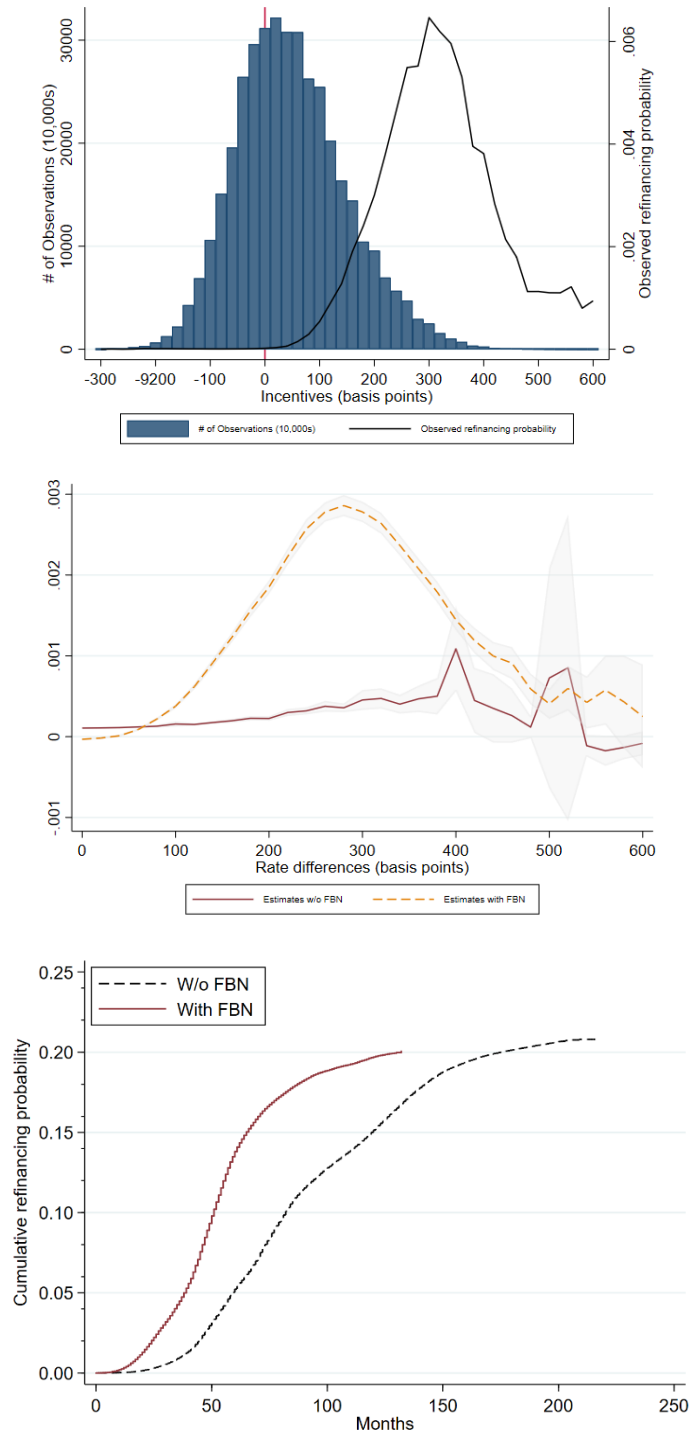 # of Observations (10,000s)
30000
20000
10000
0
.006
.004
.002
0
Observed refinancing probability
-300 -9200 -100 0 100 200 300 400 500 600
Incentives (basis points)
# of Observations (10,000s) Observed refinancing probability
.003
.002
.001
0
-.001
0 100 200 300 400 500 600
Rate differences (basis points)
Estimates w/o FBN Estimates with FBN
Cumulative refinancing probability
0.25
0.20
0.15
0.10
0.05
0.00
W/o FBN
With FBN
0 50 100 150 200 250
Months